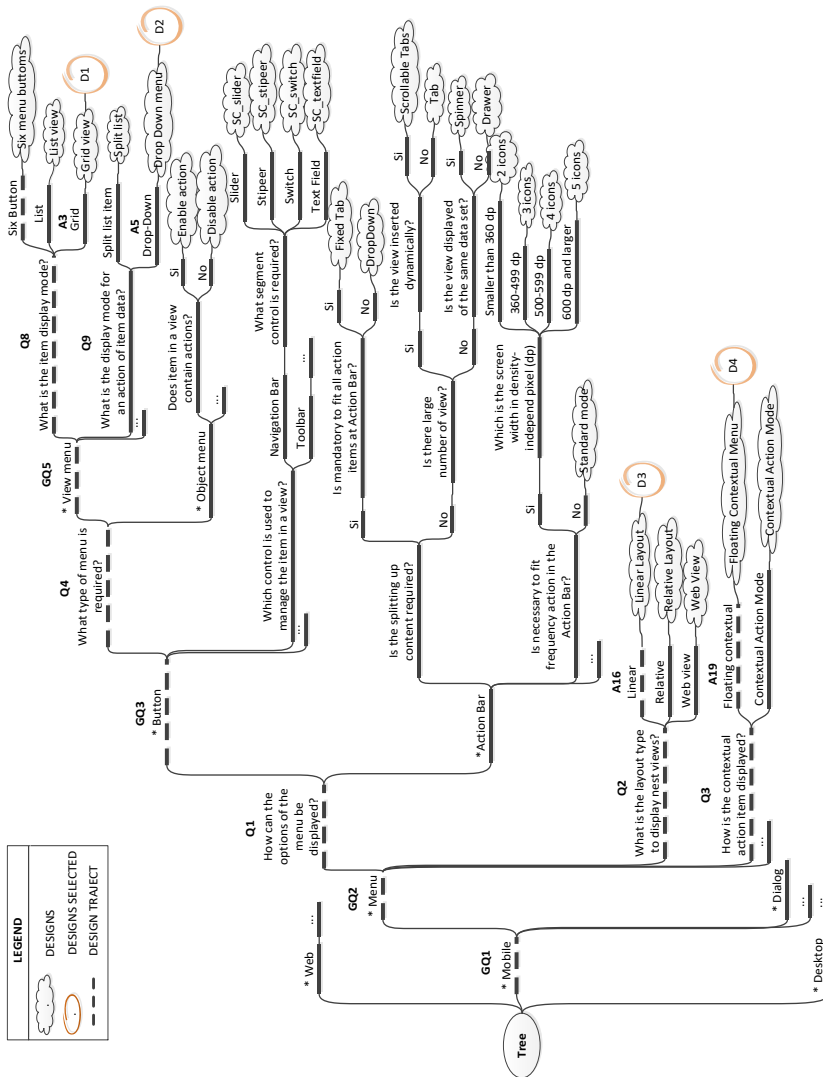 LEGEND
DESIGNS
DESIGNS SELECTED
DESIGN TRAJECT
Tree
* Web
...
GQ1
* Mobile
* Desktop
...
GQ2
* Menu
* Dialog
...
...
Q1
How can the
options of the
menu be
displayed?
GQ3
* Button
Q4
What type of menu is
required?
GQ5
* View menu
Q8
What is the item display mode?
Six Button
Six menu buttoms
List
List view
A3
Grid
Grid view
D1
Q9
What is the display mode for
an action of item data?
Split list item
Split list
A5
Drop-Down
Drop Down menu
D2
...
* Object menu
Does item in a view
contain actions?
Si
Enable action
No
Disable action
...
Which control is used to
manage the item in a view?
Navigation Bar
What segment
control is required?
Slider
SC_slider
Stipeer
SC_stipeer
Switch
SC_switch
Text Field
SC_textfield
Toolbar
...
...
*Action Bar
Is the splitting up
content required?
Si
Is mandatory to fit all action
items at Action Bar?
Si
Fixed Tab
No
DropDown
No
Is there large
number of view?
Si
Is the view inserted
dynamically?
Si
Scrollable Tabs
No
Tab
No
Is the view displayed
of the same data set?
Si
Spinner
No
Drawer
Is necessary to fit
frequency action in the
Action Bar?
Si
Which is the screen
width in density-
independ pixel (dp)
Smaller than 360 dp
2 icons
360-499 dp
3 icons
500-599 dp
4 icons
600 dp and larger
5 icons
No
Standard mode
...
Q2
What is the layout type
to display nest views?
A16
Linear
Linear Layout
D3
Relative
Relative Layout
Web view
Web View
Q3
How is the contextual
action item displayed?
A19
Floating contextual
Floating Contextual Menu
D4
Contextual Action Mode
Contextual Action Mode
...